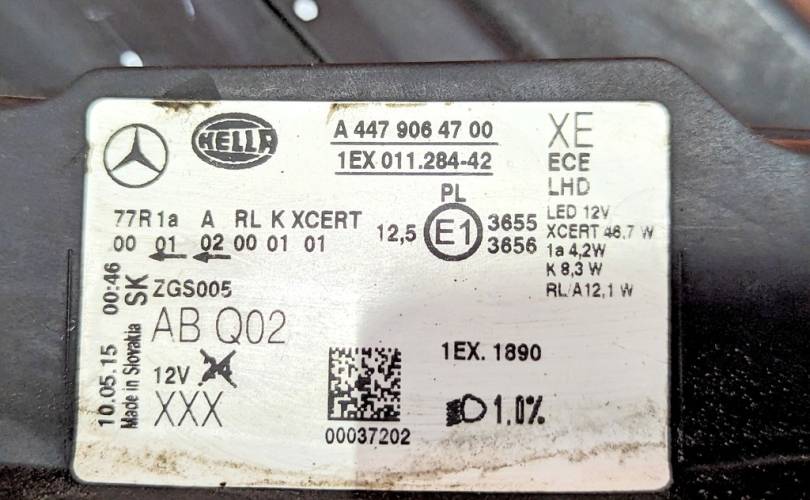 HELLA
A 447 906 47 00
1EX 011.284-42
XE
ECE
LHD
PL
LED 12V
XCERT 46,7 W
1a 4,2W
K 8,3 W
RL/A12,1 W
77R 1a A RL K XCERT
00 01 02 00 01 01
12,5 E1 3655
3656
10.05.15 00:46
Made in Slovakia SK
ZGS005
AB Q02
12V
XXX
00037202
1EX. 1890
1.0%